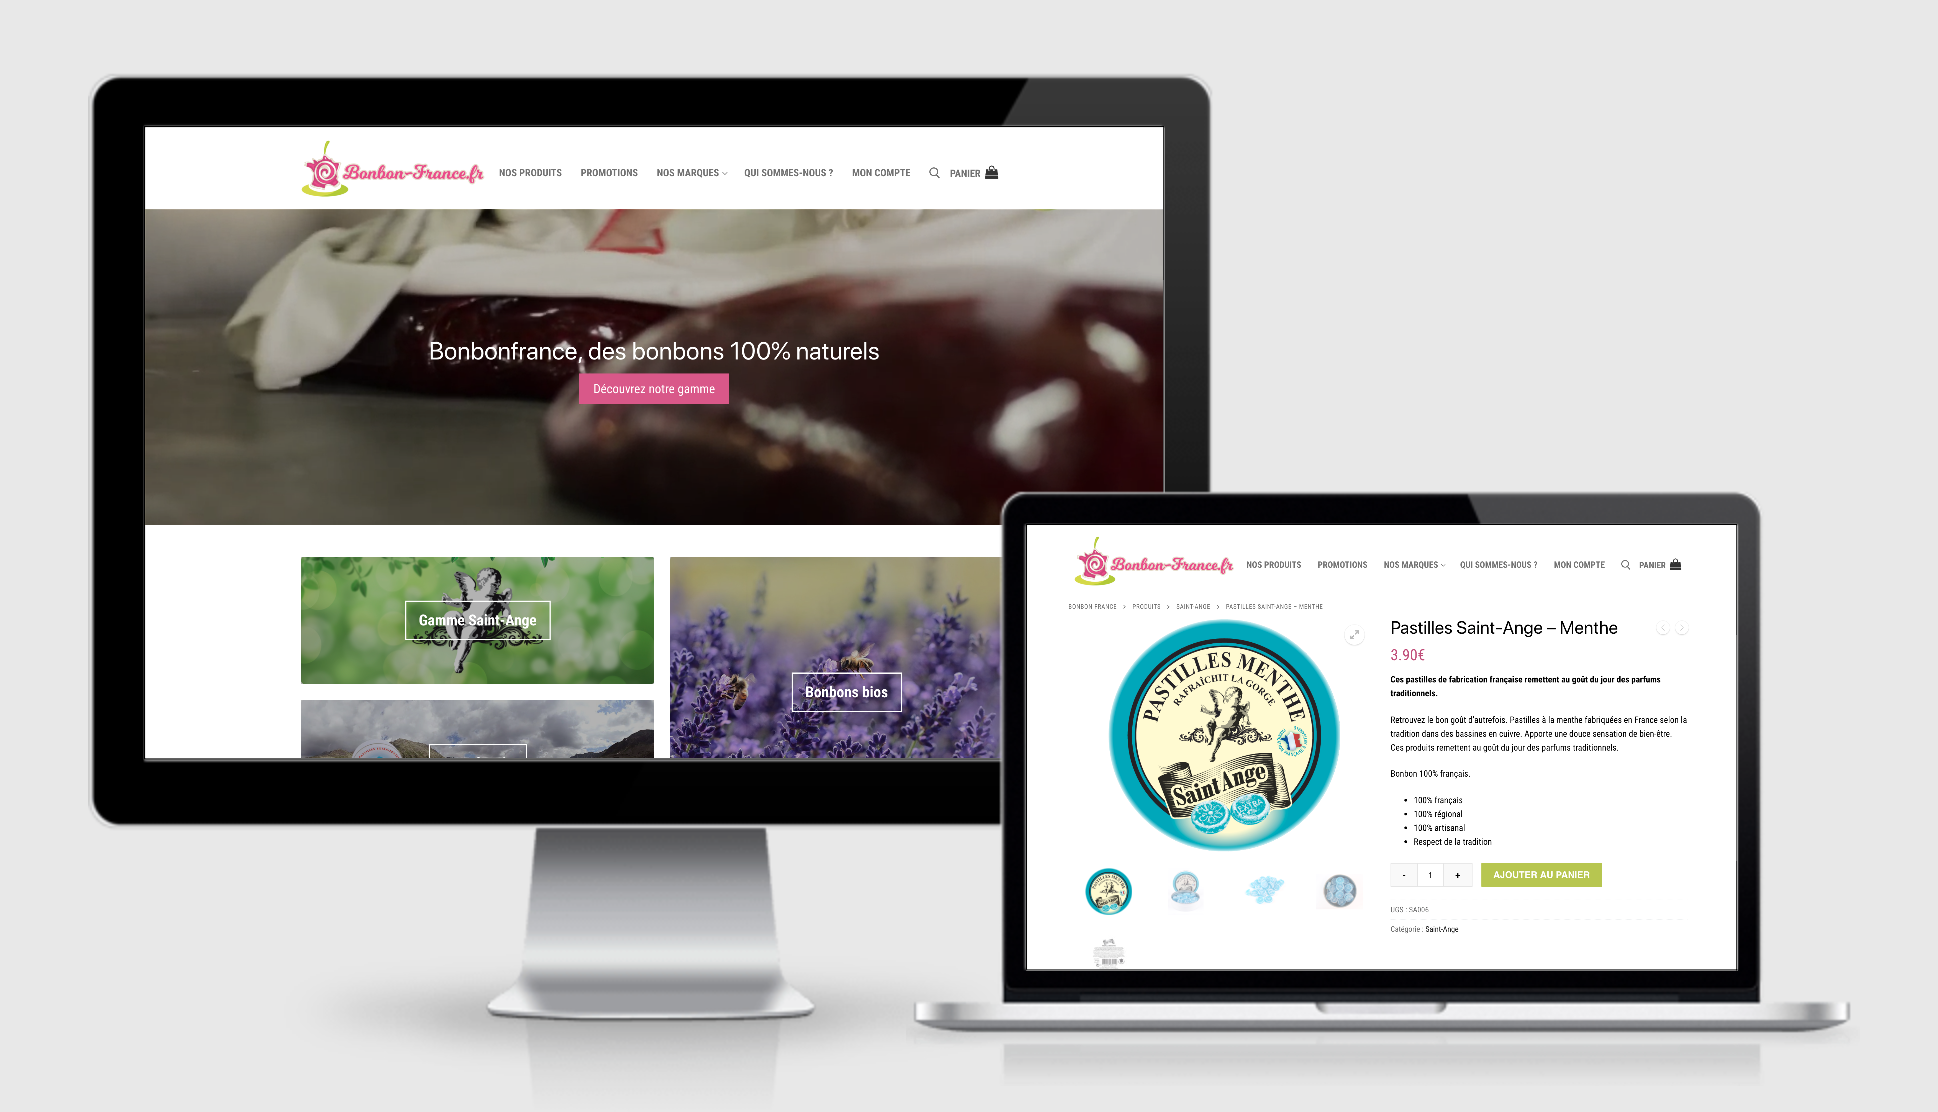 Bonbon-France.fr
NOS PRODUITS
PROMOTIONS
NOS MARQUES
QUI SOMMES-NOUS ?
MON COMPTE
PANIER
Bonbonfrance, des bonbons 100% naturels
Découvrez notre gamme
Gamme Saint-Ange
Bonbons bios
Bonbon-France.fr
NOS PRODUITS
PROMOTIONS
NOS MARQUES
QUI SOMMES-NOUS ?
MON COMPTE
PANIER
BONBON FRANCE > PRODUITS > SAINT-ANGE > PASTILLES SAINT-ANGE – MENTHE
PASTILLES MENTHE
RAFRAÎCHIT LA GORGE
Saint Ange
EXTRA
Pastilles Saint-Ange – Menthe
3.90€
Ces pastilles de fabrication française remettent au goût du jour des parfums
traditionnels.
Retrouvez le bon goût d'autrefois. Pastilles à la menthe fabriquées en France selon la
tradition dans des bassines en cuivre. Apporte une douce sensation de bien-être.
Ces produits remettent au goût du jour des parfums traditionnels.
Bonbon 100% français.
• 100% français
• 100% régional
• 100% artisanal
• Respect de la tradition
- 1 +
AJOUTER AU PANIER
UGS : SA006
Catégorie : Saint-Ange